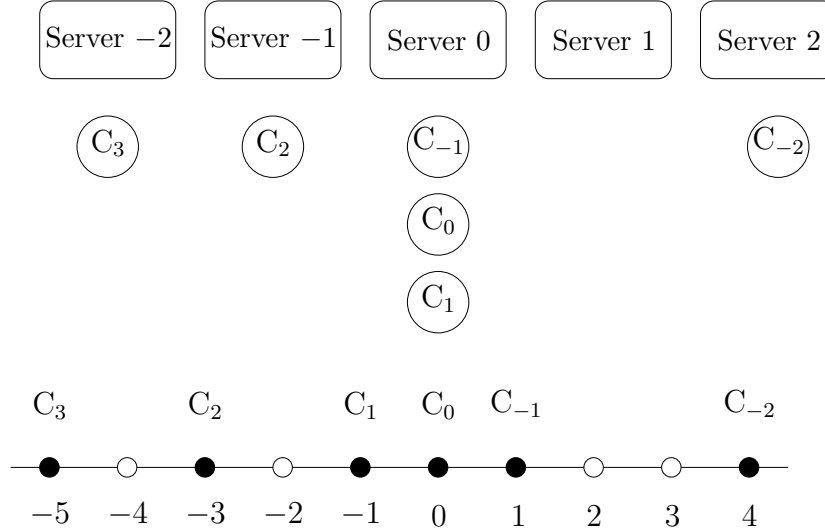 Server −2 Server −1 Server 0 Server 1 Server 2
C₃ C₂ C₋₁ C₋₂
C₀
C₁
C₃ C₂ C₁ C₀ C₋₁ C₋₂
−5 −4 −3 −2 −1 0 1 2 3 4